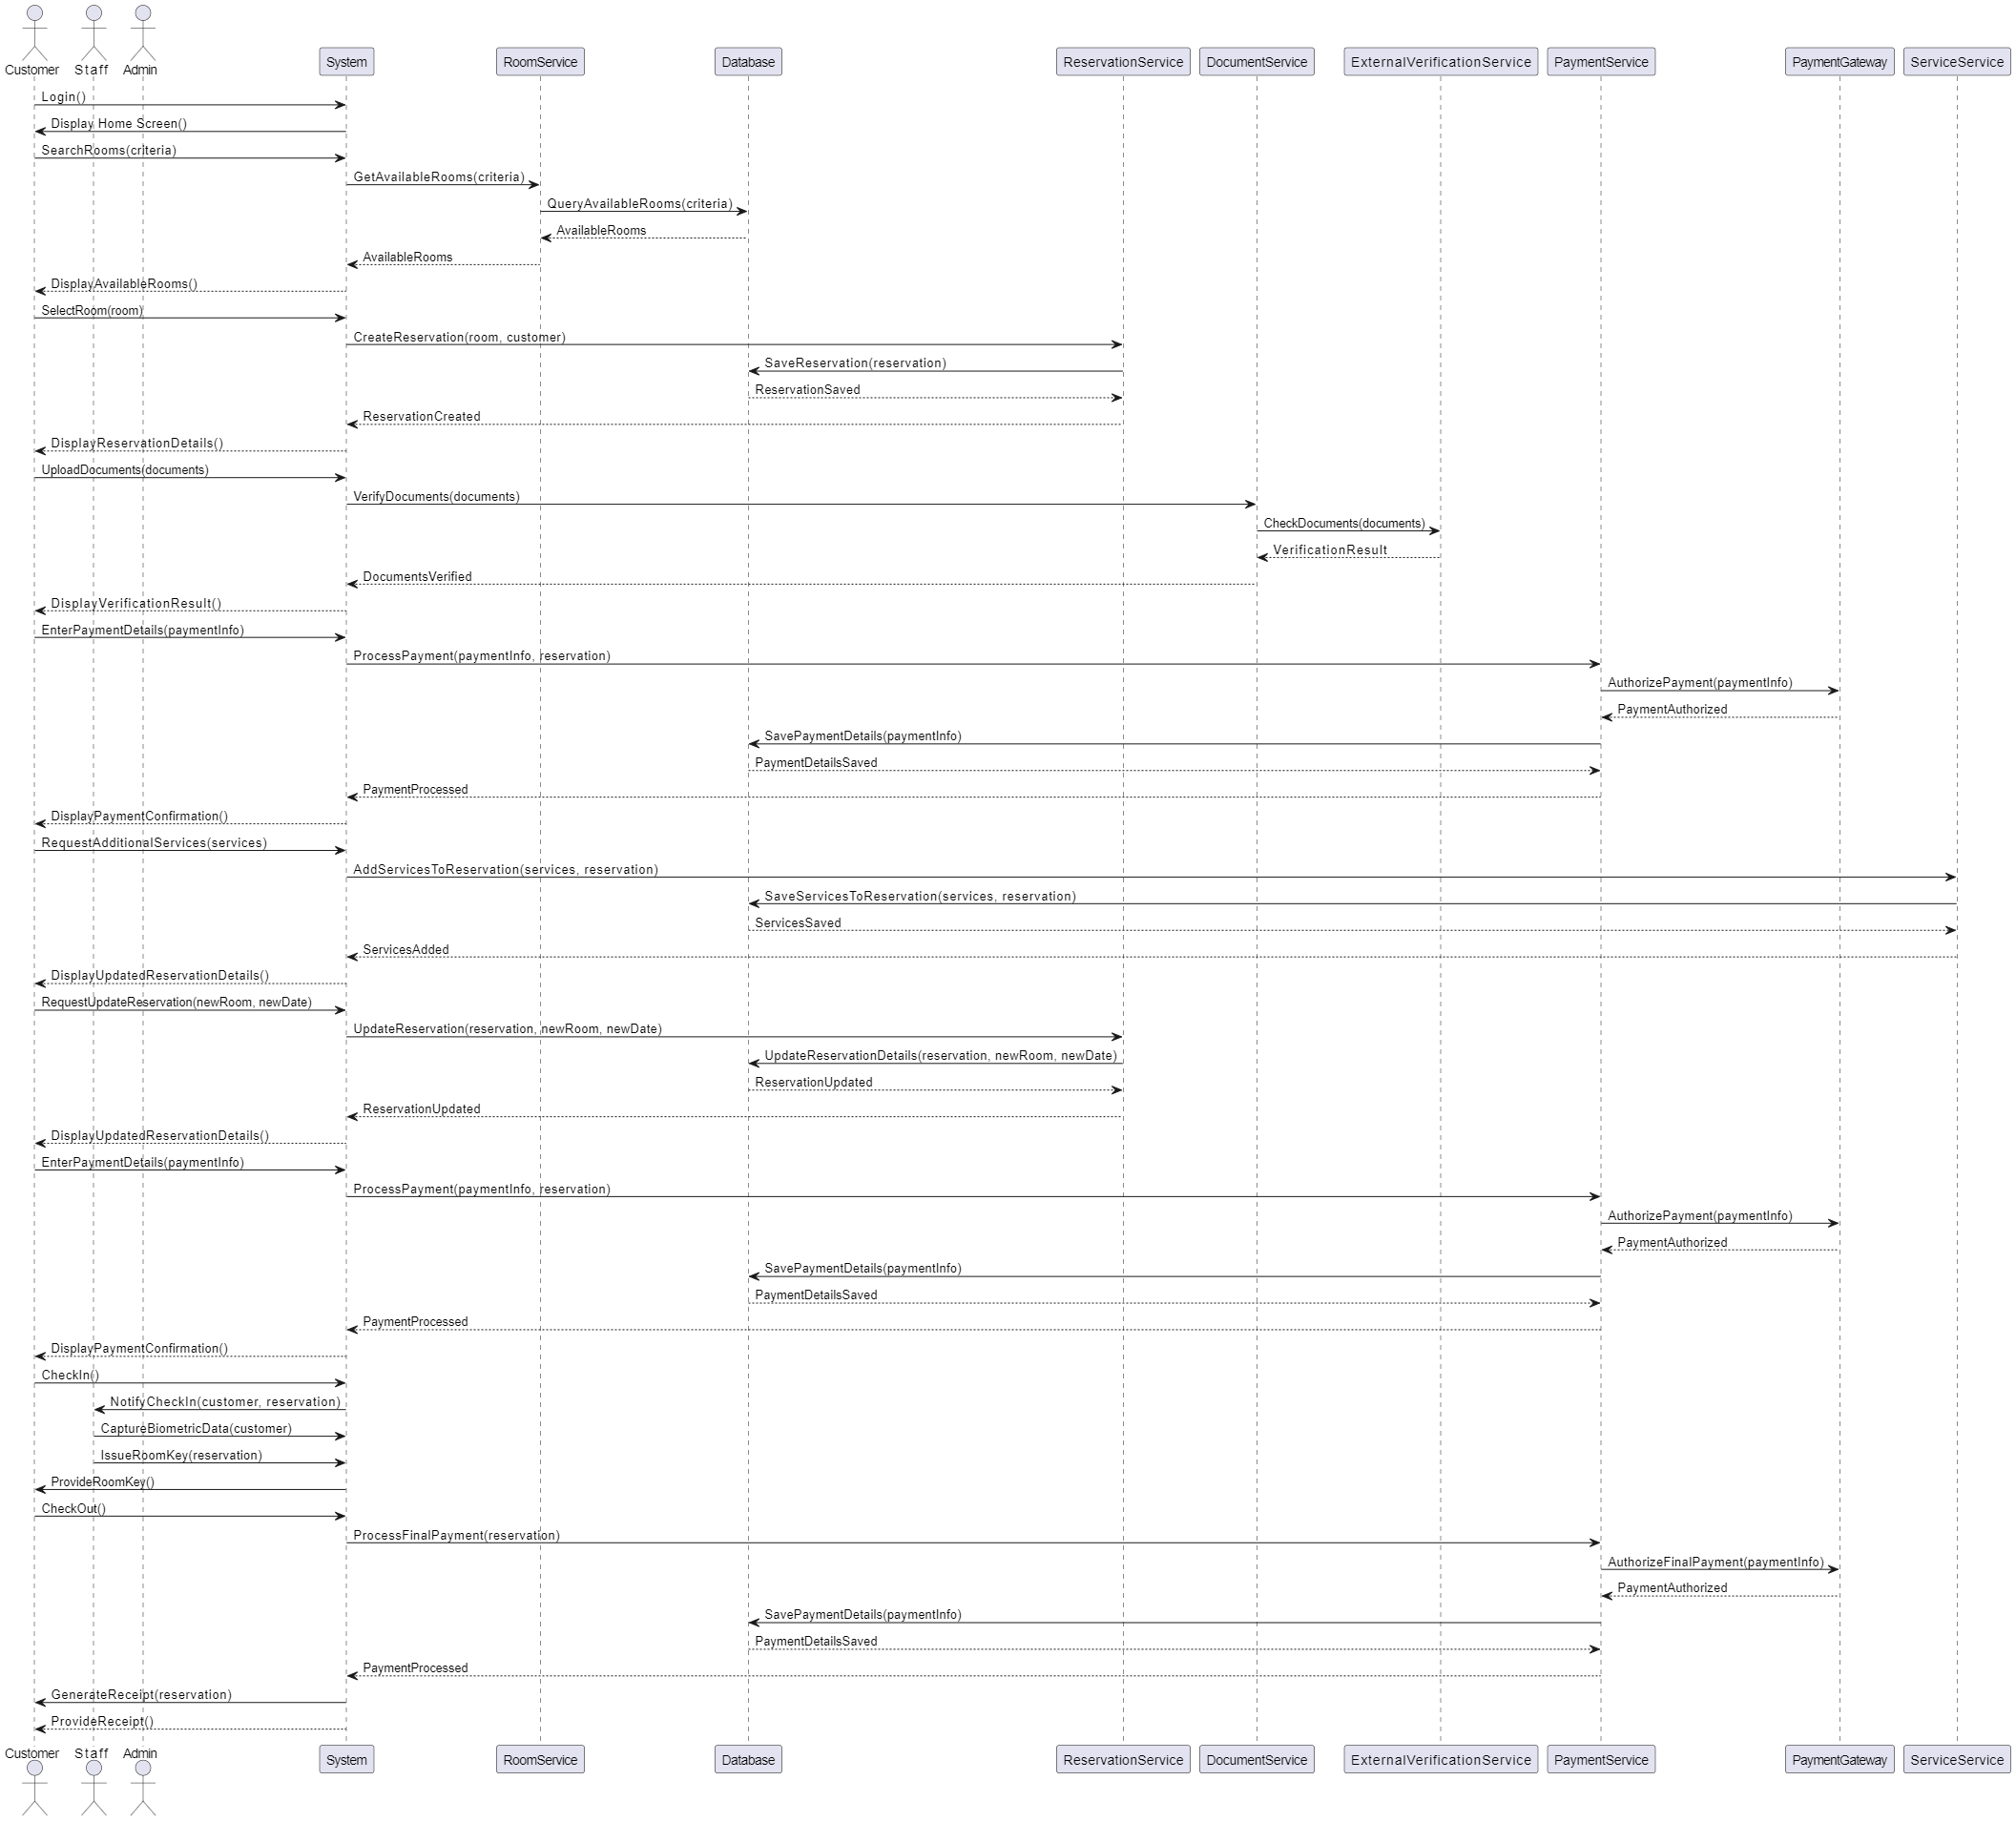 Customer
Staff
Admin
System
RoomService
Database
ReservationService
DocumentService
ExternalVerificationService
PaymentService
PaymentGateway
ServiceService
Login()
Display Home Screen()
SearchRooms(criteria)
GetAvailableRooms(criteria)
QueryAvailableRooms(criteria)
AvailableRooms
AvailableRooms
DisplayAvailableRooms()
SelectRoom(room)
CreateReservation(room, customer)
SaveReservation(reservation)
ReservationSaved
ReservationCreated
DisplayReservationDetails()
UploadDocuments(documents)
VerifyDocuments(documents)
CheckDocuments(documents)
VerificationResult
DocumentsVerified
DisplayVerificationResult()
EnterPaymentDetails(paymentInfo)
ProcessPayment(paymentInfo, reservation)
AuthorizePayment(paymentInfo)
PaymentAuthorized
SavePaymentDetails(paymentInfo)
PaymentDetailsSaved
PaymentProcessed
DisplayPaymentConfirmation()
RequestAdditionalServices(services)
AddServicesToReservation(services, reservation)
SaveServicesToReservation(services, reservation)
ServicesSaved
ServicesAdded
DisplayUpdatedReservationDetails()
RequestUpdateReservation(newRoom, newDate)
UpdateReservation(reservation, newRoom, newDate)
UpdateReservationDetails(reservation, newRoom, newDate)
ReservationUpdated
ReservationUpdated
DisplayUpdatedReservationDetails()
EnterPaymentDetails(paymentInfo)
ProcessPayment(paymentInfo, reservation)
AuthorizePayment(paymentInfo)
PaymentAuthorized
SavePaymentDetails(paymentInfo)
PaymentDetailsSaved
PaymentProcessed
DisplayPaymentConfirmation()
CheckIn()
NotifyCheckIn(customer, reservation)
CaptureBiometricData(customer)
IssueRoomKey(reservation)
ProvideRoomKey()
CheckOut()
ProcessFinalPayment(reservation)
AuthorizeFinalPayment(paymentInfo)
PaymentAuthorized
SavePaymentDetails(paymentInfo)
PaymentDetailsSaved
PaymentProcessed
GenerateReceipt(reservation)
ProvideReceipt()
Customer
Staff
Admin
System
RoomService
Database
ReservationService
DocumentService
ExternalVerificationService
PaymentService
PaymentGateway
ServiceService